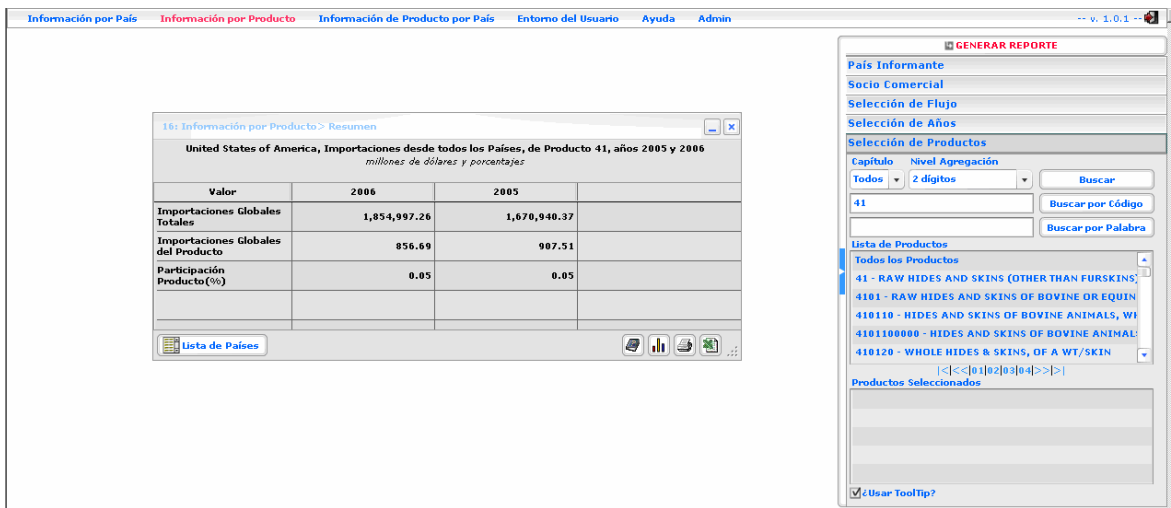 Información por País Información por Producto Información de Producto por País Entorno del Usuario Ayuda Admin -- v. 1.0.1 --
GENERAR REPORTE
País Informante
Socio Comercial
Selección de Flujo
Selección de Años
Selección de Productos
Capítulo Nivel Agregación
Todos 2 dígitos Buscar
41 Buscar por Código
Buscar por Palabra
Lista de Productos
Todos los Productos
41 - RAW HIDES AND SKINS (OTHER THAN FURSKINS)
4101 - RAW HIDES AND SKINS OF BOVINE OR EQUIN
410110 - HIDES AND SKINS OF BOVINE ANIMALS, WH
4101100000 - HIDES AND SKINS OF BOVINE ANIMAL
410120 - WHOLE HIDES & SKINS, OF A WT/SKIN
|<|<<|01|02|03|04|>>|>|
Productos Seleccionados
¿Usar ToolTip?
16: Información por Producto> Resumen
United States of America, Importaciones desde todos los Países, de Producto 41, años 2005 y 2006
millones de dólares y porcentajes
Valor 2006 2005
Importaciones Globales
Totales 1,854,997.26 1,670,940.37
Importaciones Globales
del Producto 856.69 907.51
Participación
Producto(%) 0.05 0.05
Lista de Países